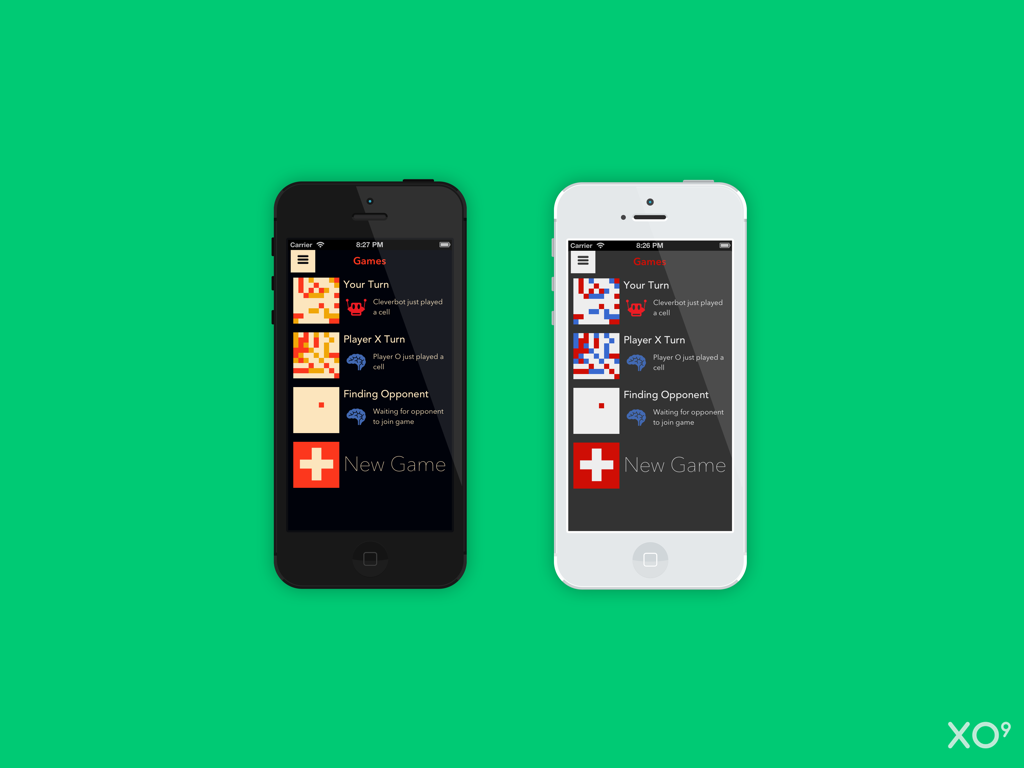 Carrier 8:27 PM
Games
Your Turn
Cleverbot just played
a cell
Player X Turn
Player O just played a
cell
Finding Opponent
Waiting for opponent
to join game
New Game
Carrier 8:26 PM
Games
Your Turn
Cleverbot just played
a cell
Player X Turn
Player O just played a
cell
Finding Opponent
Waiting for opponent
to join game
New Game
XO⁹